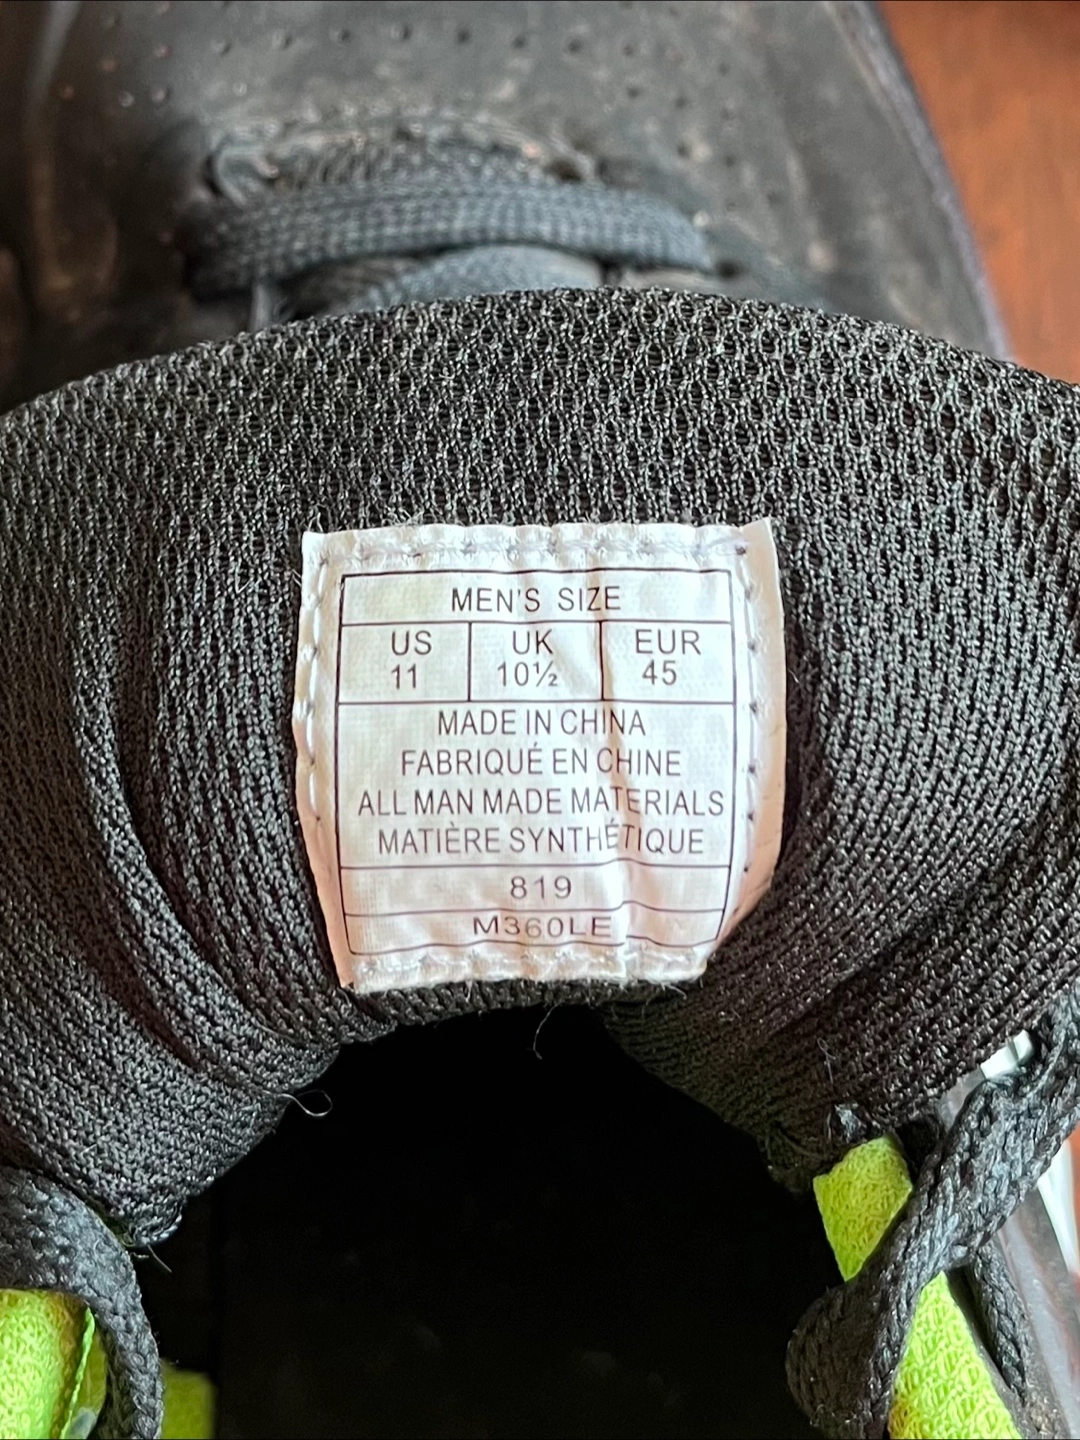 MEN'S SIZE
US UK EUR
11 10½ 45
MADE IN CHINA
FABRIQUÉ EN CHINE
ALL MAN MADE MATERIALS
MATIÈRE SYNTHÉTIQUE
819
M360LE